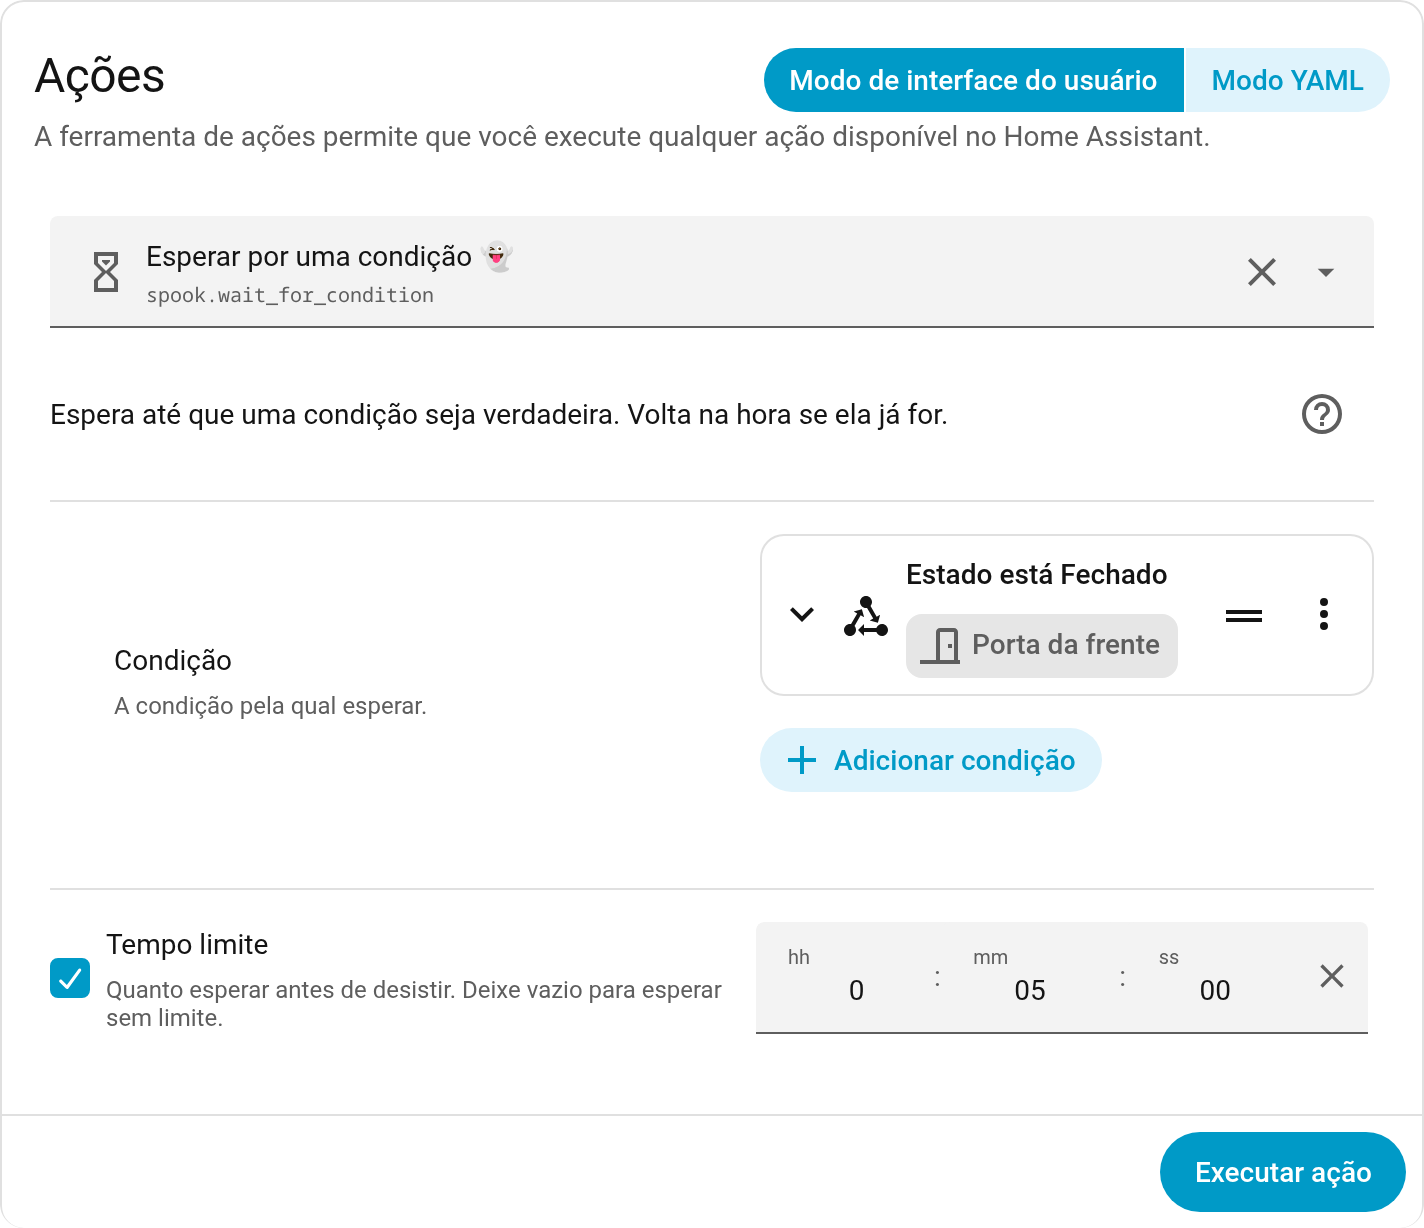 Ações
Modo de interface do usuário
Modo YAML
A ferramenta de ações permite que você execute qualquer ação disponível no Home Assistant.
Esperar por uma condição 👻
spook.wait_for_condition
Espera até que uma condição seja verdadeira. Volta na hora se ela já for.
Condição
A condição pela qual esperar.
Estado está Fechado
Porta da frente
Adicionar condição
Tempo limite
Quanto esperar antes de desistir. Deixe vazio para esperar
sem limite.
hh mm ss
0 : 05 : 00
Executar ação